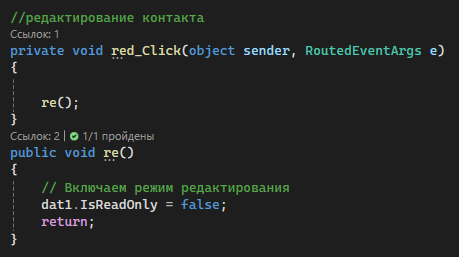 //редактирование контакта
Ссылок: 1
private void red_Click(object sender, RoutedEventArgs e)
{
re();
}
Ссылок: 2 | 1/1 пройдены
public void re()
{
// Включаем режим редактирования
dat1.IsReadOnly = false;
return;
}